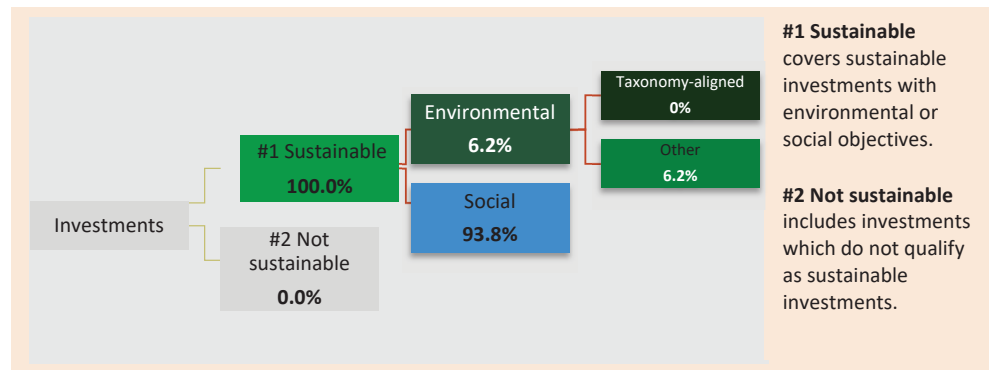 Investments
#1 Sustainable
100.0%
#2 Not
sustainable
0.0%
Environmental
6.2%
Social
93.8%
Taxonomy-aligned
0%
Other
6.2%
#1 Sustainable
covers sustainable
investments with
environmental or
social objectives.
#2 Not sustainable
includes investments
which do not qualify
as sustainable
investments.